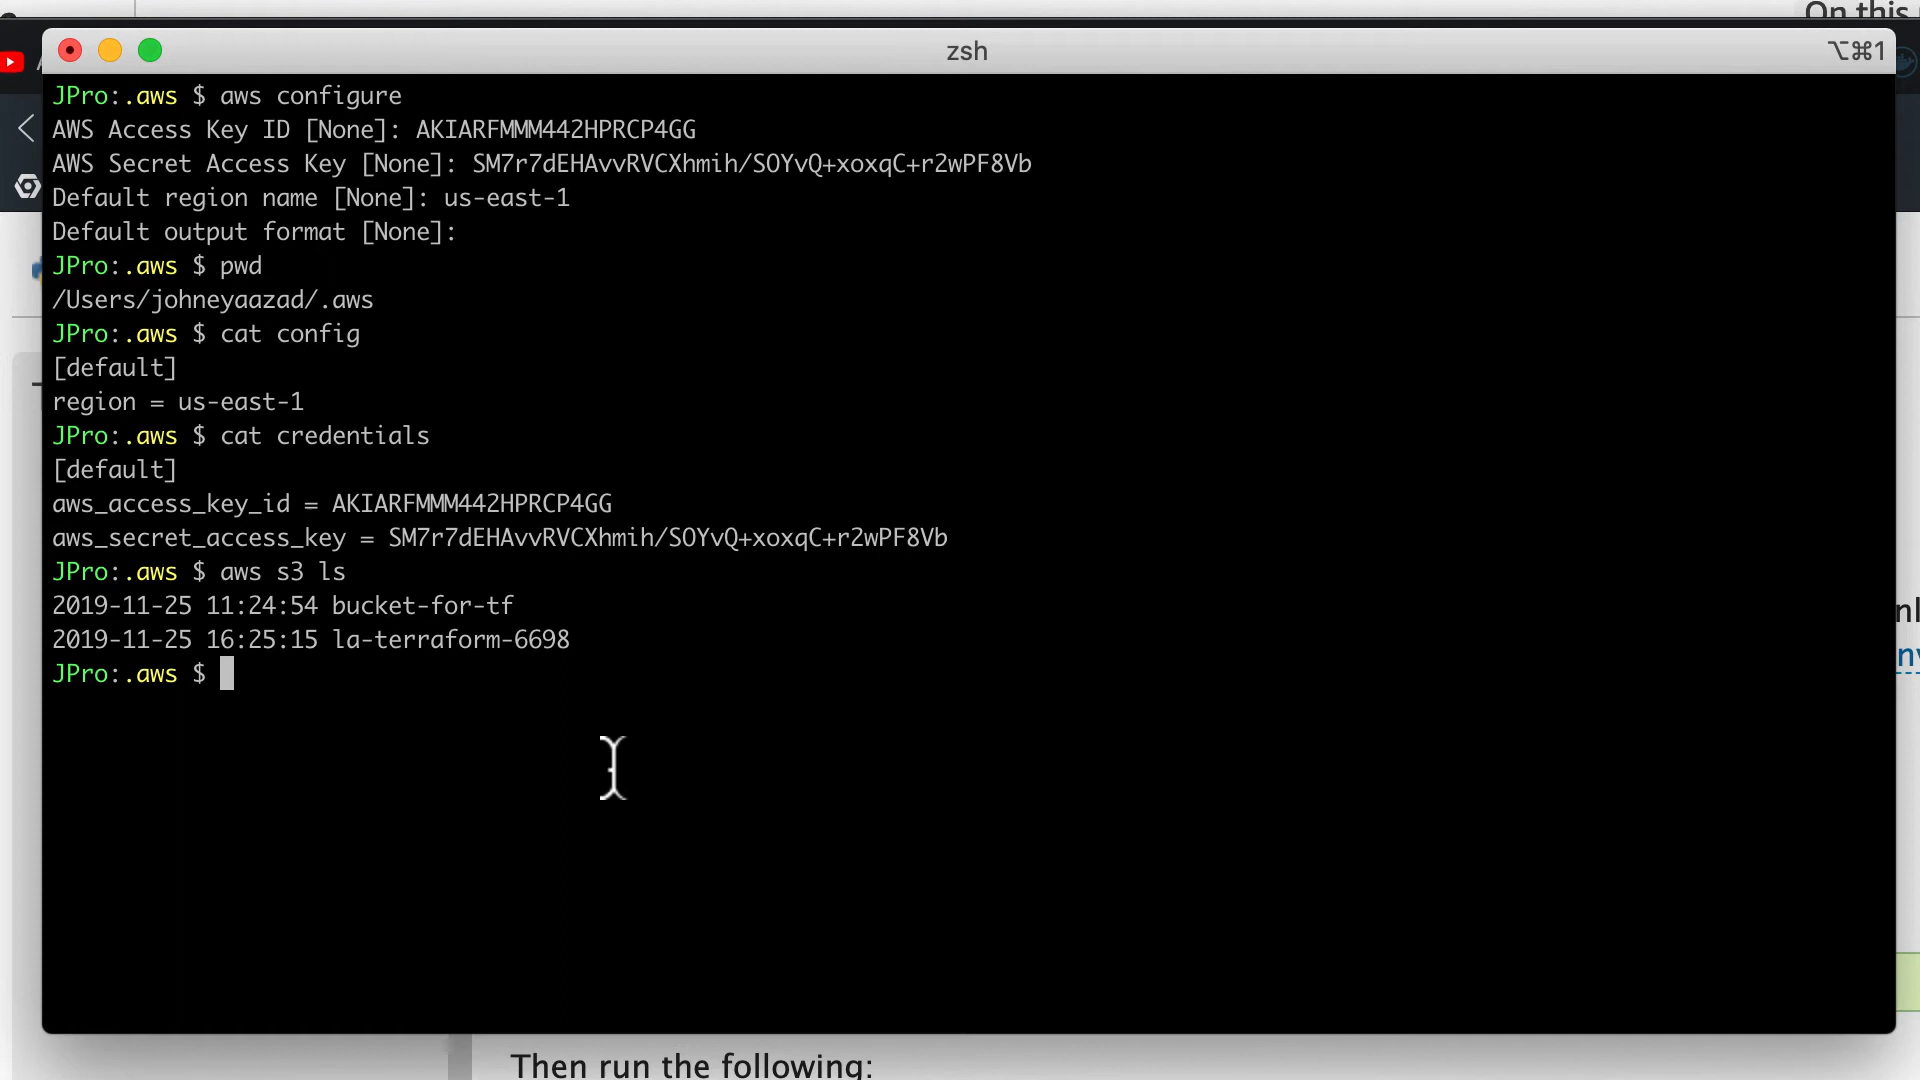 On this
zsh
⌥⌘1
JPro:.aws $ aws configure
AWS Access Key ID [None]: AKIARFMMM442HPRCP4GG
AWS Secret Access Key [None]: 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
Default region name [None]: us-east-1
Default output format [None]:
JPro:.aws $ pwd
/Users/johneyaazad/.aws
JPro:.aws $ cat config
[default]
region = us-east-1
JPro:.aws $ cat credentials
[default]
aws_access_key_id = AKIARFMMM442HPRCP4GG
aws_secret_access_key = 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
JPro:.aws $ aws s3 ls
2019-11-25 11:24:54 bucket-for-tf
2019-11-25 16:25:15 la-terraform-6698
JPro:.aws $
Then run the following: